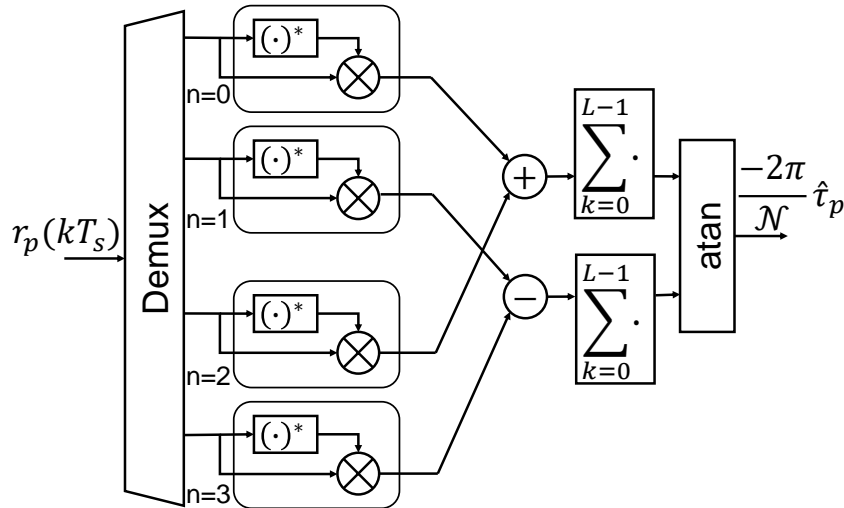 r_p(kT_s)
Demux
n=0
(·)*
⊗
n=1
(·)*
⊗
n=2
(·)*
⊗
n=3
(·)*
⊗
+
−
L−1
∑ ·
k=0
L−1
∑ ·
k=0
atan
−2π
𝒩
τ̂_p